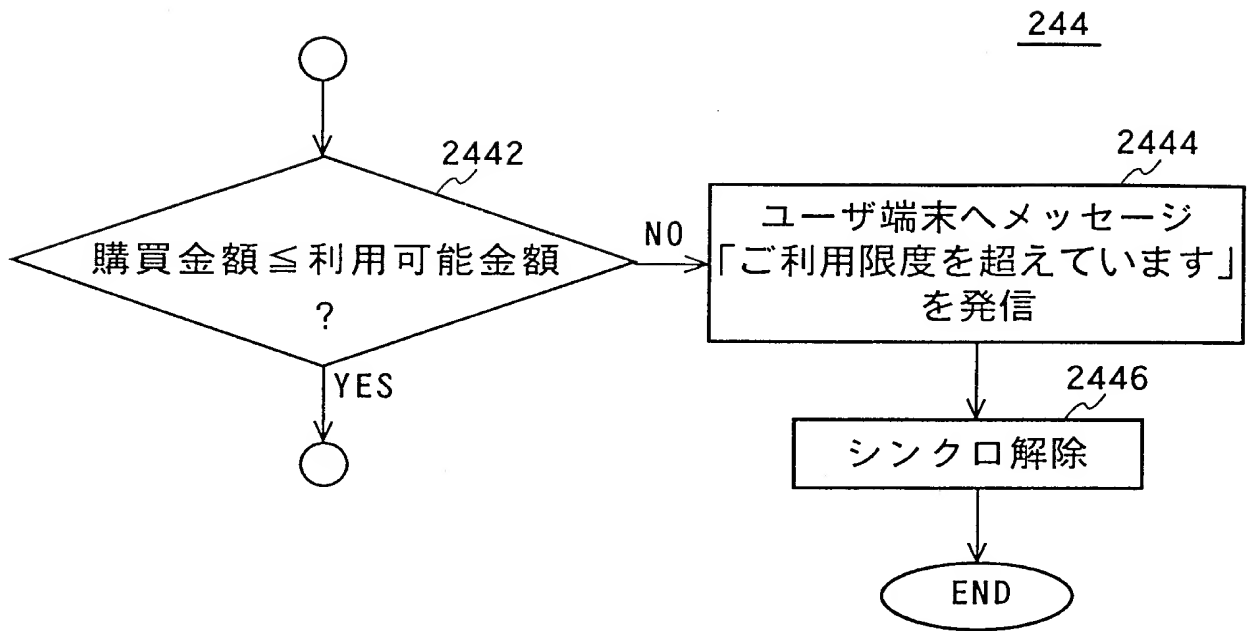 244
2442
購買金額≦利用可能金額
?
NO
YES
2444
ユーザ端末へメッセージ
「ご利用限度を超えています」
を発信
2446
シンクロ解除
END